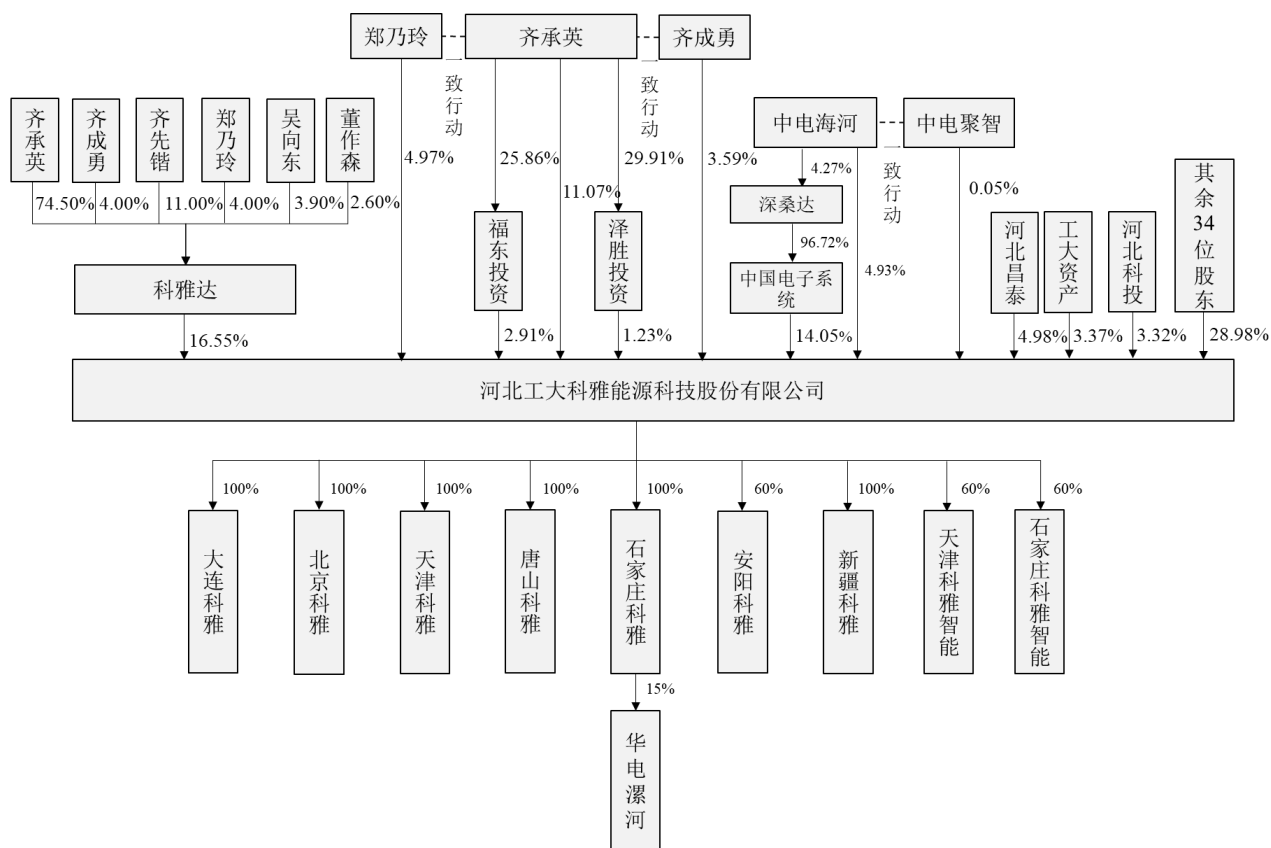 郑乃玲
齐承英
齐成勇
一致行动
一致行动
齐承英
齐成勇
齐先锴
郑乃玲
吴向东
董作森
中电海河
中电聚智
一致行动
4.97%
25.86%
11.07%
29.91%
3.59%
4.27%
0.05%
74.50%
4.00%
11.00%
4.00%
3.90%
2.60%
福东投资
泽胜投资
深桑达
96.72%
中国电子系统
4.93%
河北昌泰
工大资产
河北科投
其余34位股东
科雅达
16.55%
2.91%
1.23%
14.05%
4.98%
3.37%
3.32%
28.98%
河北工大科雅能源科技股份有限公司
100%
100%
100%
100%
100%
60%
100%
60%
60%
大连科雅
北京科雅
天津科雅
唐山科雅
石家庄科雅
安阳科雅
新疆科雅
天津科雅智能
石家庄科雅智能
15%
华电漯河